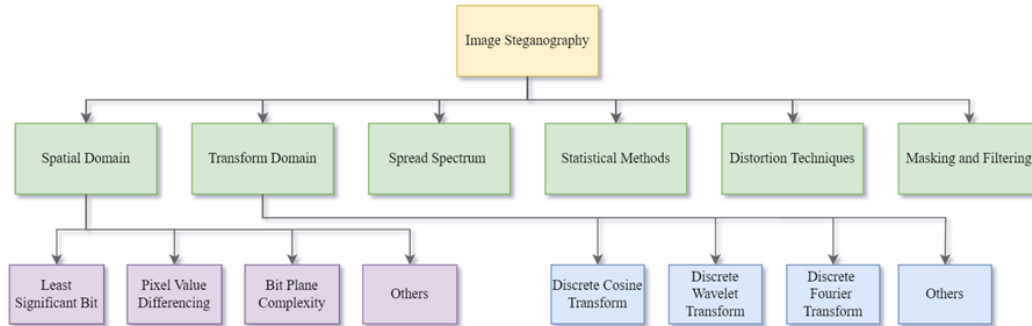 Image Steganography
Spatial Domain
Transform Domain
Spread Spectrum
Statistical Methods
Distortion Techniques
Masking and Filtering
Least
Significant Bit
Pixel Value
Differencing
Bit Plane
Complexity
Others
Discrete Cosine
Transform
Discrete
Wavelet
Transform
Discrete
Fourier
Transform
Others